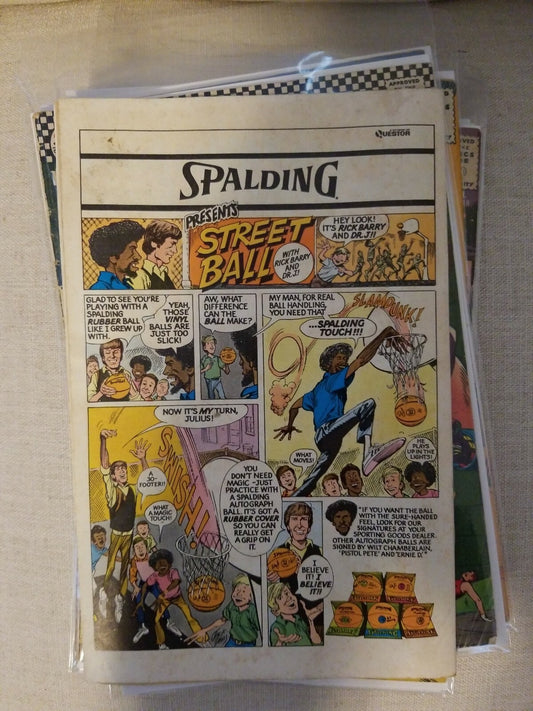 APPROVED
QUESTOR
SPALDING
PRESENTS
STREET
BALL
WITH
RICK BARRY
AND
DR. J!
HEY LOOK!
IT'S RICK BARRY
AND DR. J!!
GLAD TO SEE YOU'RE
PLAYING WITH A
SPALDING
RUBBER BALL
LIKE I GREW UP
WITH.
YEAH,
THOSE
VINYL
BALLS ARE
JUST TOO
SLICK!
AW, WHAT
DIFFERENCE
CAN THE
BALL MAKE?
MY MAN, FOR REAL
BALL HANDLING,
YOU NEED THAT
...SPALDING
TOUCH!!!
SLAMDUNK!
WHAT
MOVES!
HE
PLAYS
UP IN THE
LIGHTS!
NOW IT'S MY TURN,
JULIUS!
A
30-
FOOTER!!
WHAT
A MAGIC
TOUCH!
SWISH!
YOU
DON'T NEED
MAGIC - JUST
PRACTICE WITH
A SPALDING
AUTOGRAPH
BALL. IT'S GOT A
RUBBER COVER
SO YOU CAN
REALLY GET
A GRIP ON
IT.
I
BELIEVE
IT! I
BELIEVE
IT!!
"IF YOU WANT THE BALL
WITH THE SURE-HANDED
FEEL, LOOK FOR OUR
SIGNATURES AT YOUR
SPORTING GOODS DEALER.
OTHER AUTOGRAPH BALLS ARE
SIGNED BY WILT CHAMBERLAIN,
'PISTOL PETE' AND 'ERNIE D.'"